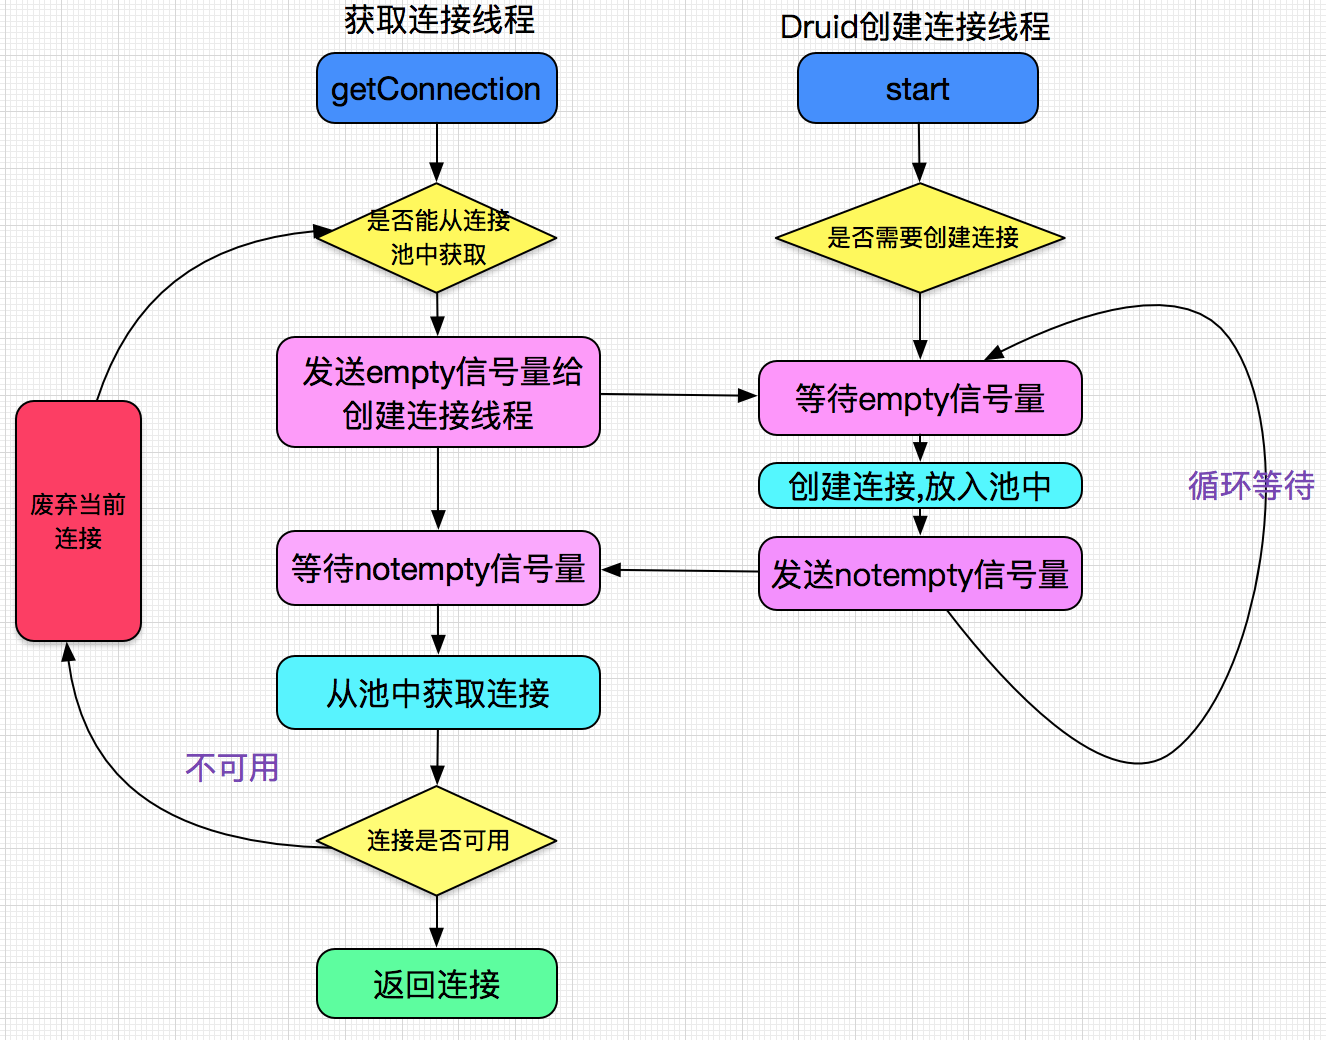 获取连接线程
getConnection
是否能从连接
池中获取
发送empty信号量给
创建连接线程
等待notempty信号量
从池中获取连接
连接是否可用
返回连接
不可用
废弃当前
连接
Druid创建连接线程
start
是否需要创建连接
等待empty信号量
创建连接,放入池中
发送notempty信号量
循环等待